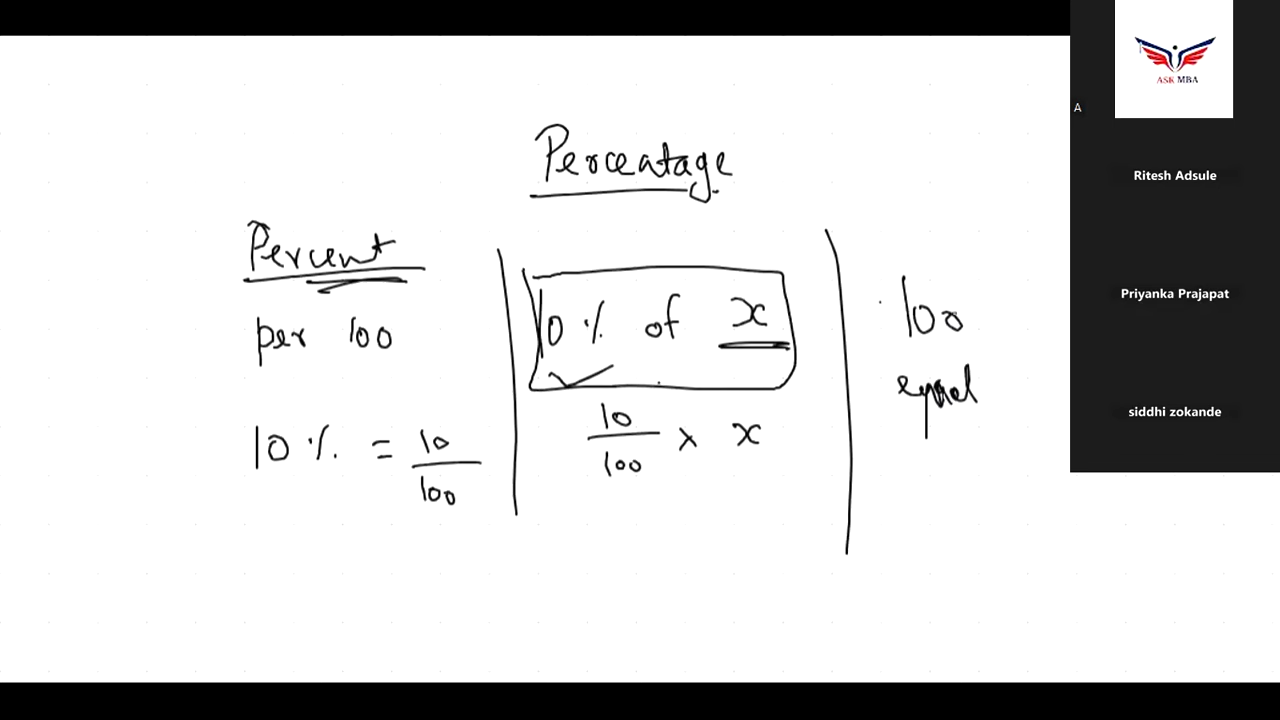 Percentage
Percent
per 100
10 % = 10/100
10 % of x
10/100 × x
100
equal
ASK MBA
A
Ritesh Adsule
Priyanka Prajapat
siddhi zokande